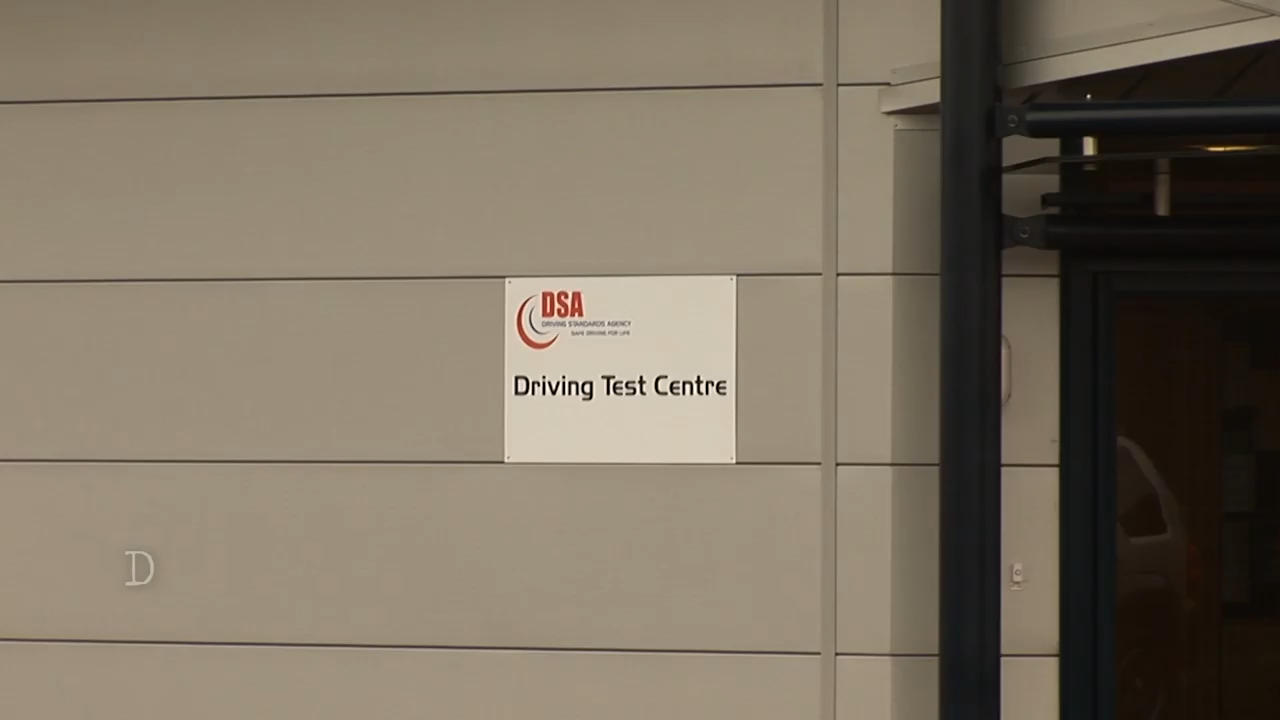 DSA
DRIVING STANDARDS AGENCY
SAFE DRIVING FOR LIFE
Driving Test Centre
D